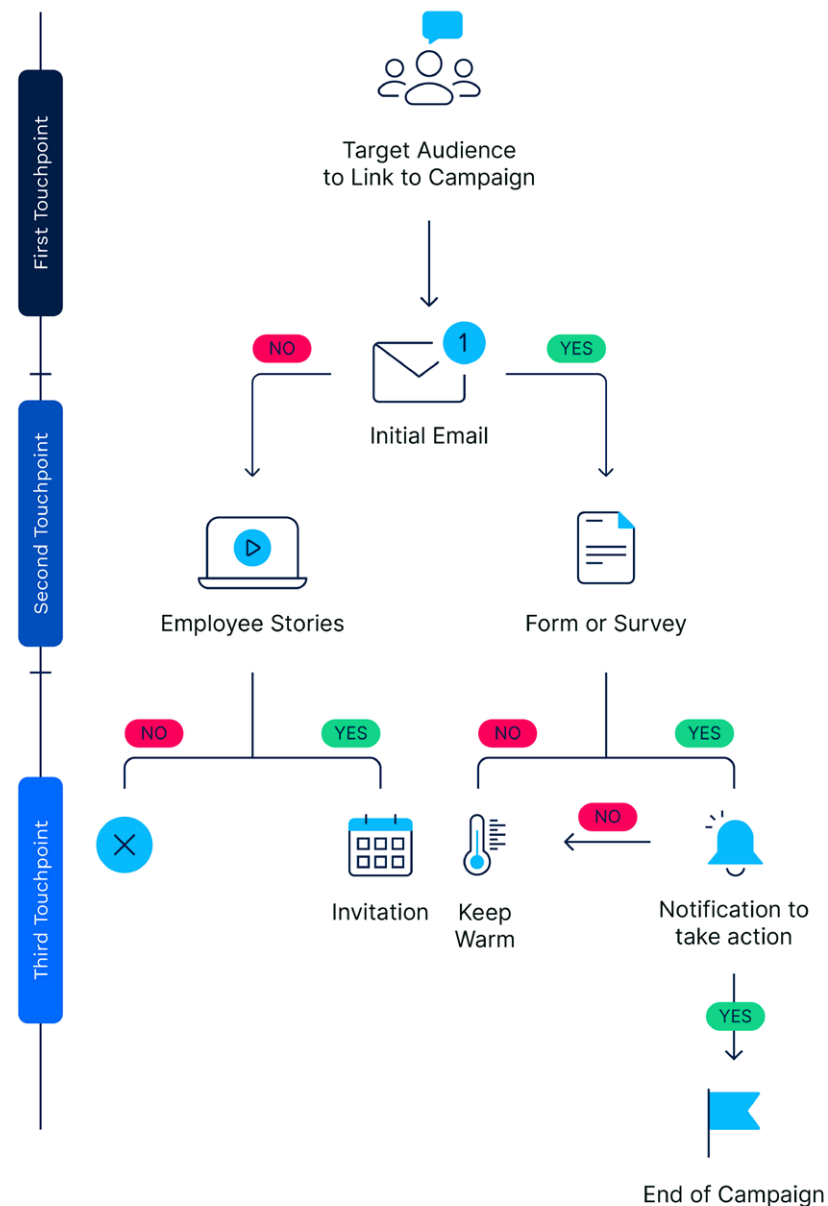 Target Audience
to Link to Campaign
First Touchpoint
NO
1
YES
Initial Email
Second Touchpoint
Employee Stories
Form or Survey
NO
YES
NO
YES
Third Touchpoint
NO
Invitation
Keep
Warm
Notification to
take action
YES
End of Campaign